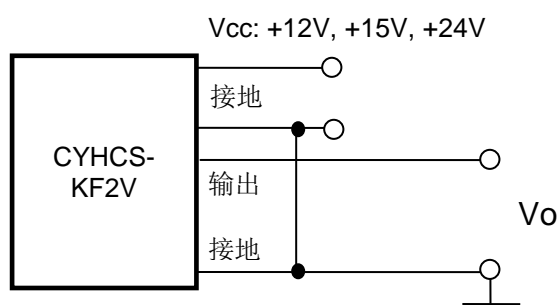 Vcc: +12V, +15V, +24V
接地
CYHCS-
KF2V
输出
Vo
接地